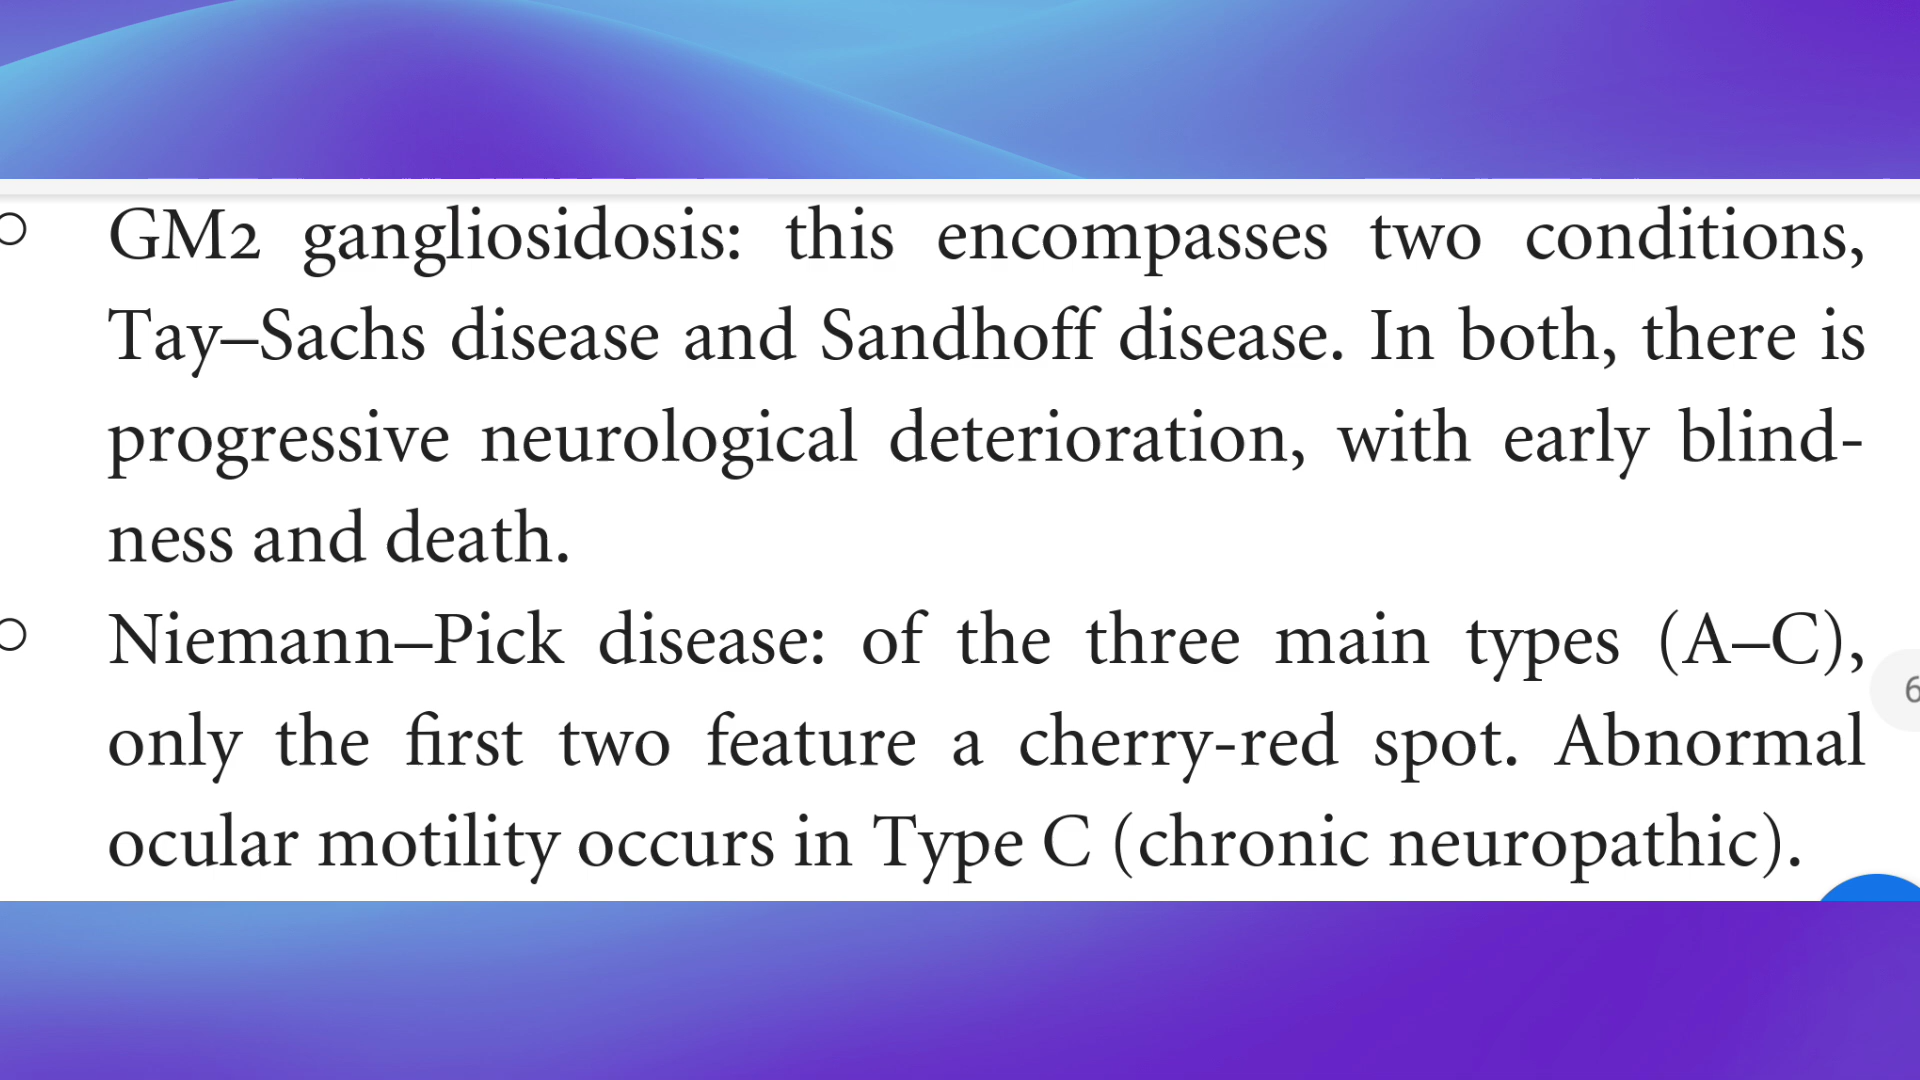 ○ GM2 gangliosidosis: this encompasses two conditions,
Tay–Sachs disease and Sandhoff disease. In both, there is
progressive neurological deterioration, with early blind-
ness and death.
○ Niemann–Pick disease: of the three main types (A–C),
only the first two feature a cherry-red spot. Abnormal
ocular motility occurs in Type C (chronic neuropathic).
6